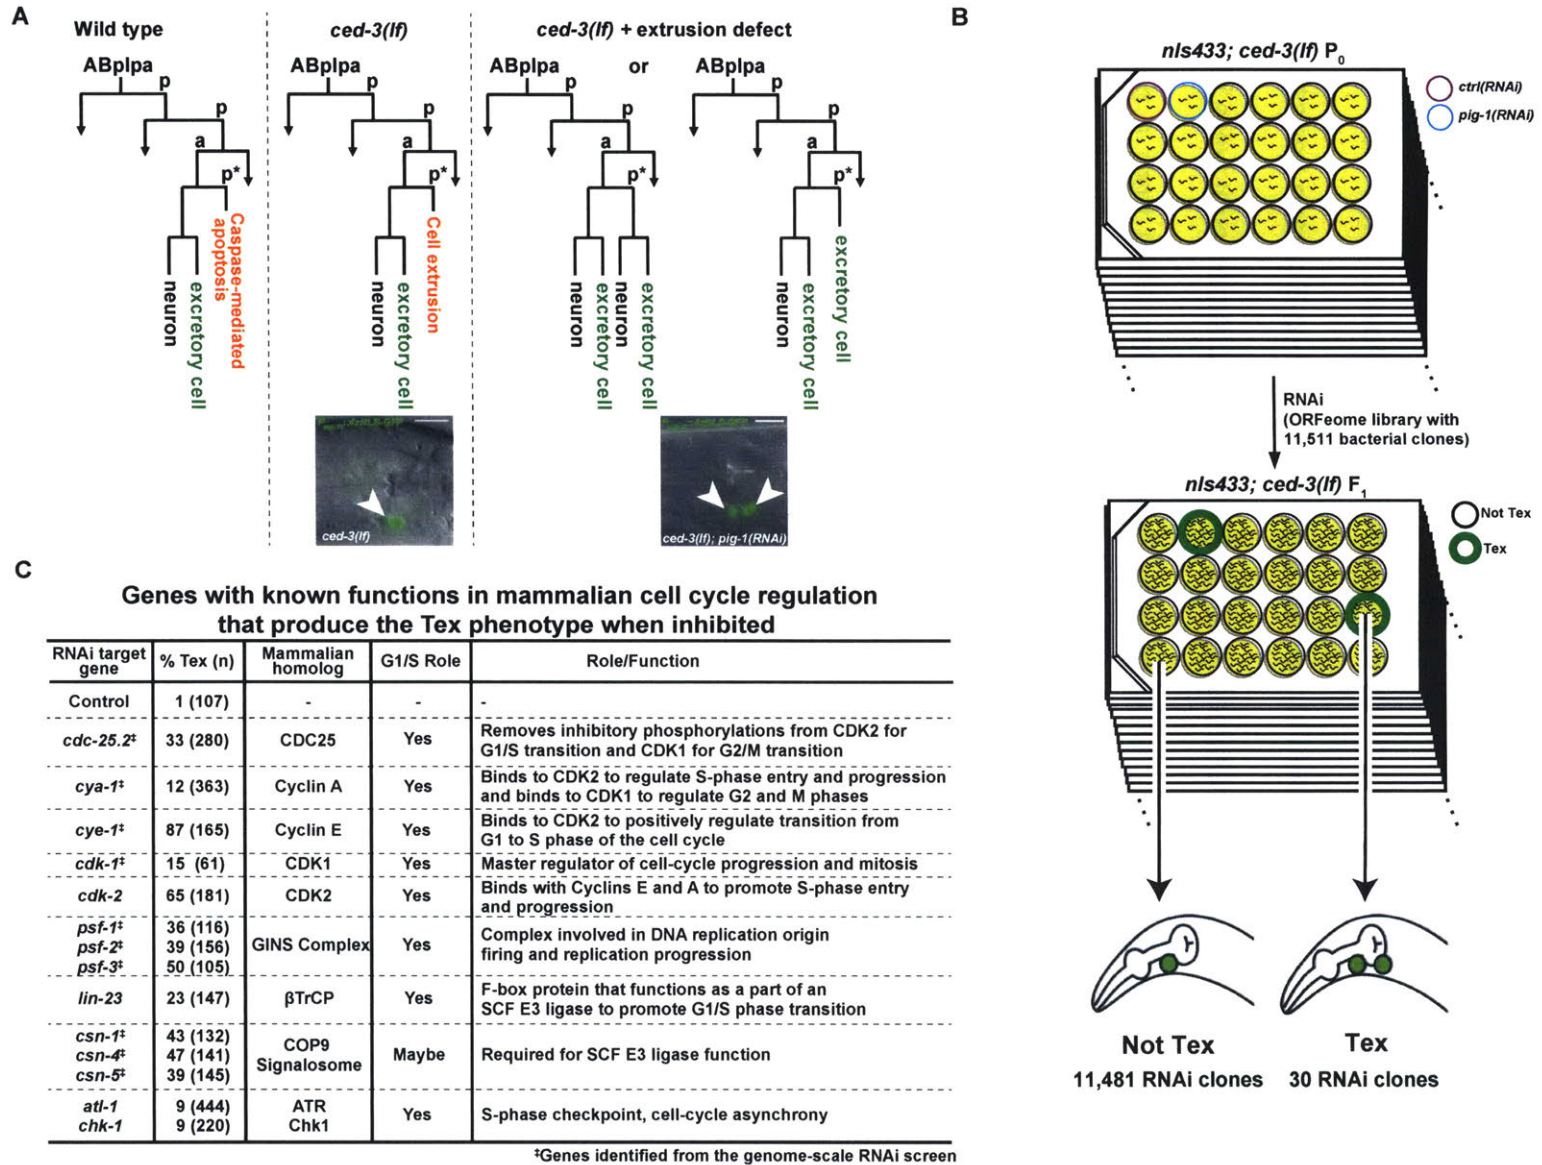 A
Wild type
ced-3(lf)
ced-3(lf) + extrusion defect
ABplpa
ABplpa
ABplpa
or
ABplpa
p
p
p
p
p
p
p
p
a
a
a
a
p*
p*
p*
p*
neuron
excretory cell
Caspase-mediated
apoptosis
neuron
excretory cell
Cell extrusion
neuron
excretory cell
neuron
excretory cell
neuron
excretory cell
excretory cell
ced-3(lf)
ced-3(lf); pig-1(RNAi)
B
nIs433; ced-3(lf) P0
ctrl(RNAi)
pig-1(RNAi)
RNAi
(ORFeome library with
11,511 bacterial clones)
nIs433; ced-3(lf) F1
Not Tex
Tex
Not Tex
11,481 RNAi clones
Tex
30 RNAi clones
C
Genes with known functions in mammalian cell cycle regulation
that produce the Tex phenotype when inhibited
RNAi target gene | % Tex (n) | Mammalian homolog | G1/S Role | Role/Function
Control 1 (107) - - -
cdc-25.2‡ 33 (280) CDC25 Yes Removes inhibitory phosphorylations from CDK2 for
G1/S transition and CDK1 for G2/M transition
cya-1‡ 12 (363) Cyclin A Yes Binds to CDK2 to regulate S-phase entry and progression
and binds to CDK1 to regulate G2 and M phases
cye-1‡ 87 (165) Cyclin E Yes Binds to CDK2 to positively regulate transition from
G1 to S phase of the cell cycle
cdk-1‡ 15 (61) CDK1 Yes Master regulator of cell-cycle progression and mitosis
cdk-2 65 (181) CDK2 Yes Binds with Cyclins E and A to promote S-phase entry
and progression
psf-1‡ 36 (116)
psf-2‡ 39 (156) GINS Complex Yes Complex involved in DNA replication origin
firing and replication progression
psf-3‡ 50 (105)
lin-23 23 (147) βTrCP Yes F-box protein that functions as a part of an
SCF E3 ligase to promote G1/S phase transition
csn-1‡ 43 (132)
csn-4‡ 47 (141) COP9 Signalosome Maybe Required for SCF E3 ligase function
csn-5‡ 39 (145)
atl-1 9 (444) ATR Yes S-phase checkpoint, cell-cycle asynchrony
chk-1 9 (220) Chk1
‡Genes identified from the genome-scale RNAi screen